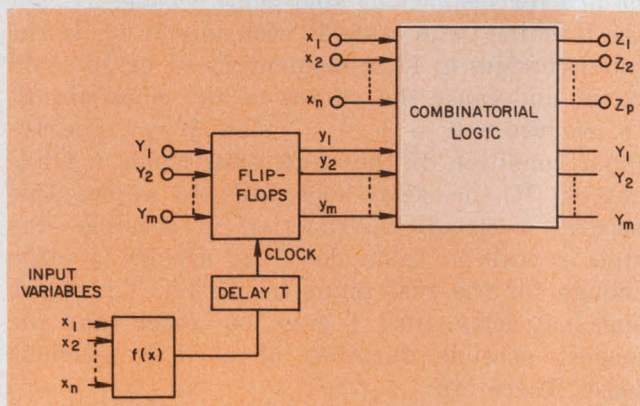 x1
x2
xn
COMBINATORIAL
LOGIC
Z1
Z2
Zp
Y1
Y2
Ym
Y1
Y2
Ym
FLIP-
FLOPS
y1
y2
ym
CLOCK
DELAY T
INPUT
VARIABLES
x1
x2
xn
f(x)